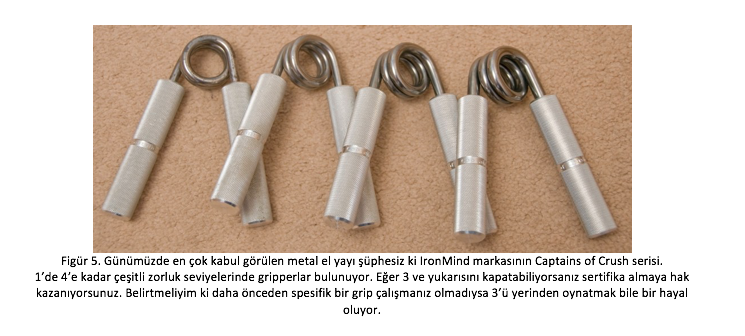 Figür 5. Günümüzde en çok kabul görülen metal el yayı şüphesiz ki IronMind markasının Captains of Crush serisi.
1’de 4’e kadar çeşitli zorluk seviyelerinde gripperlar bulunuyor. Eğer 3 ve yukarısını kapatabiliyorsanız sertifika almaya hak
kazanıyorsunuz. Belirtmeliyim ki daha önceden spesifik bir grip çalışmanız olmadıysa 3’ü yerinden oynatmak bile bir hayal
oluyor.